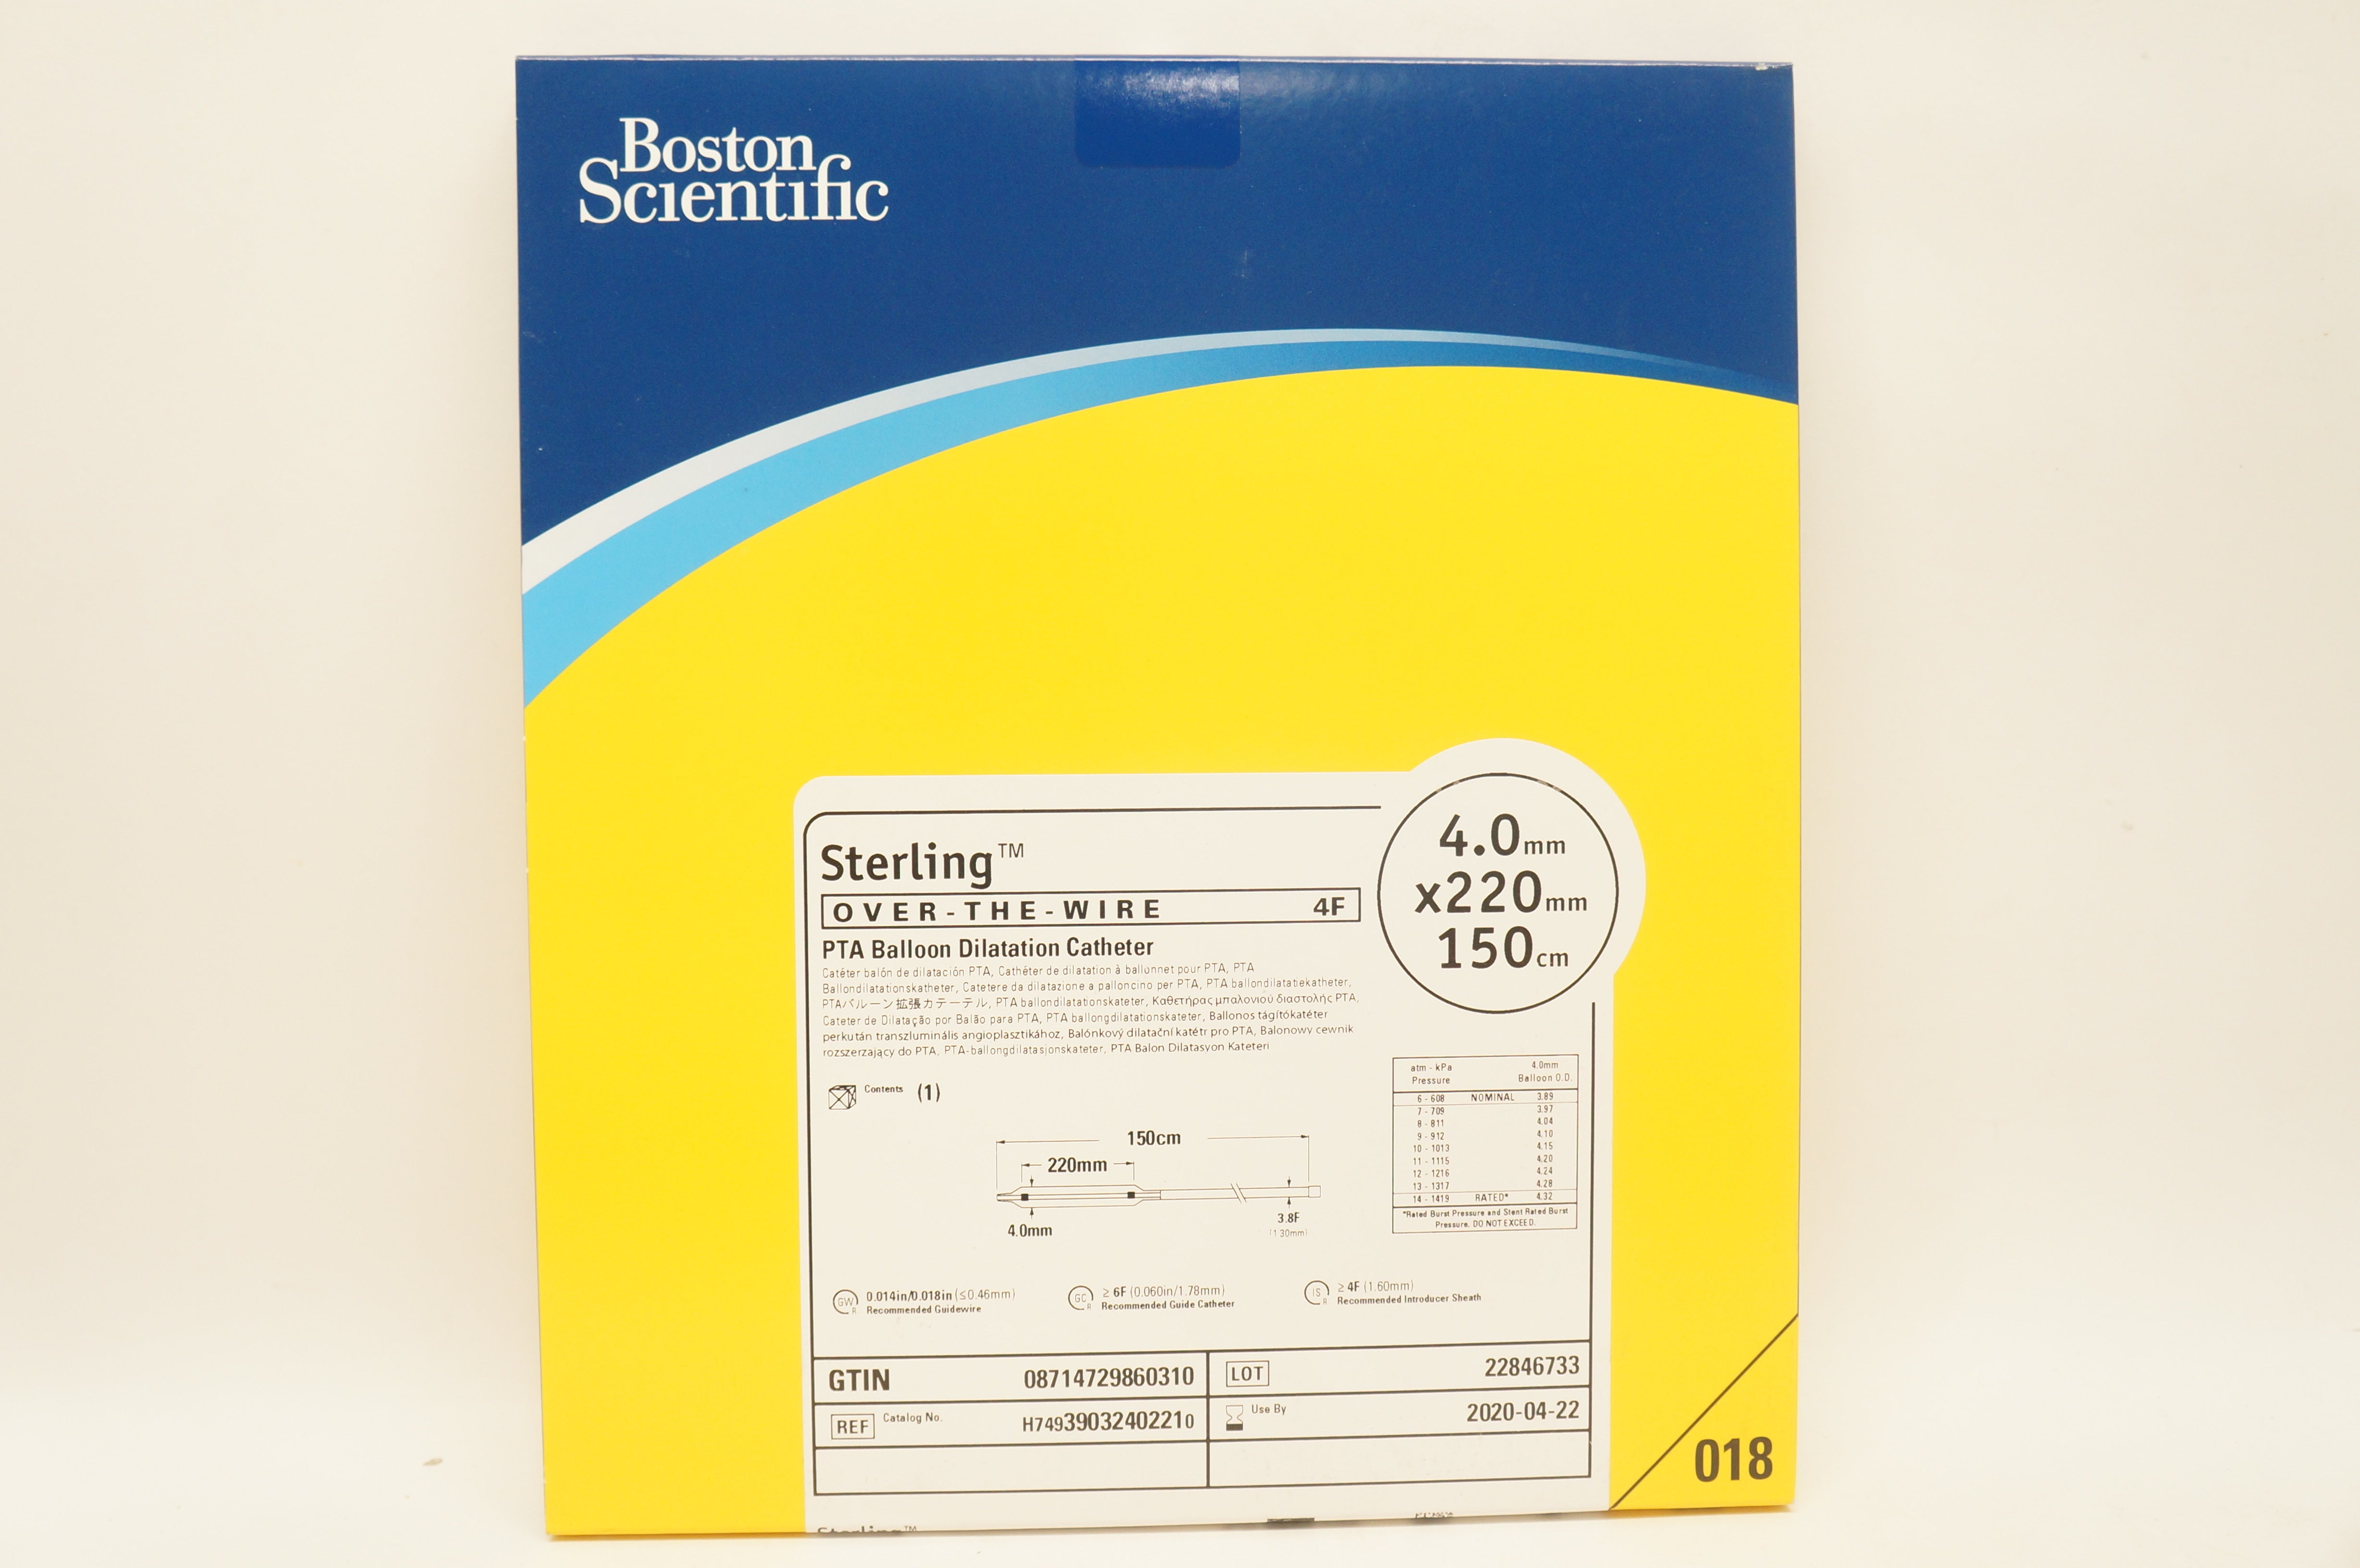 Boston
Scientific
Sterling™
OVER-THE-WIRE 4F
PTA Balloon Dilatation Catheter
Catéter balón de dilatación PTA, Cathéter de dilatation à ballonnet pour PTA, PTA
Ballondilatationskatheter, Catetere da dilatazione a palloncino per PTA, PTA ballondilatatiekatheter,
PTAバルーン拡張カテーテル, PTA ballondilatationskateter, Καθετήρας μπαλονιού διαστολής PTA,
Cateter de Dilatação por Balão para PTA, PTA ballongdilatationskateter, Ballonos tágítókatéter
perkután transzluminális angioplasztikához, Balónkový dilatační katétr pro PTA, Balonowy cewnik
rozszerzający do PTA, PTA-ballongdilatasjonskateter, PTA Balon Dilatasyon Kateteri
4.0mm
x220mm
150cm
Contents (1)
150cm
220mm
4.0mm
3.8F
(1.30mm)
atm - kPa 4.0mm
Pressure Balloon O.D.
6 - 608 NOMINAL 3.89
7 - 709 3.97
8 - 811 4.04
9 - 912 4.10
10 - 1013 4.15
11 - 1115 4.20
12 - 1216 4.24
13 - 1317 4.28
14 - 1419 RATED* 4.32
*Rated Burst Pressure and Stent Rated Burst
Pressure. DO NOT EXCEED.
GW R 0.014in/0.018in (≤0.46mm)
Recommended Guidewire
GC R ≥ 6F (0.060in/1.78mm)
Recommended Guide Catheter
IS R ≥ 4F (1.60mm)
Recommended Introducer Sheath
GTIN 08714729860310
LOT 22846733
REF Catalog No. H74939032402210
Use By 2020-04-22
018
Sterling™